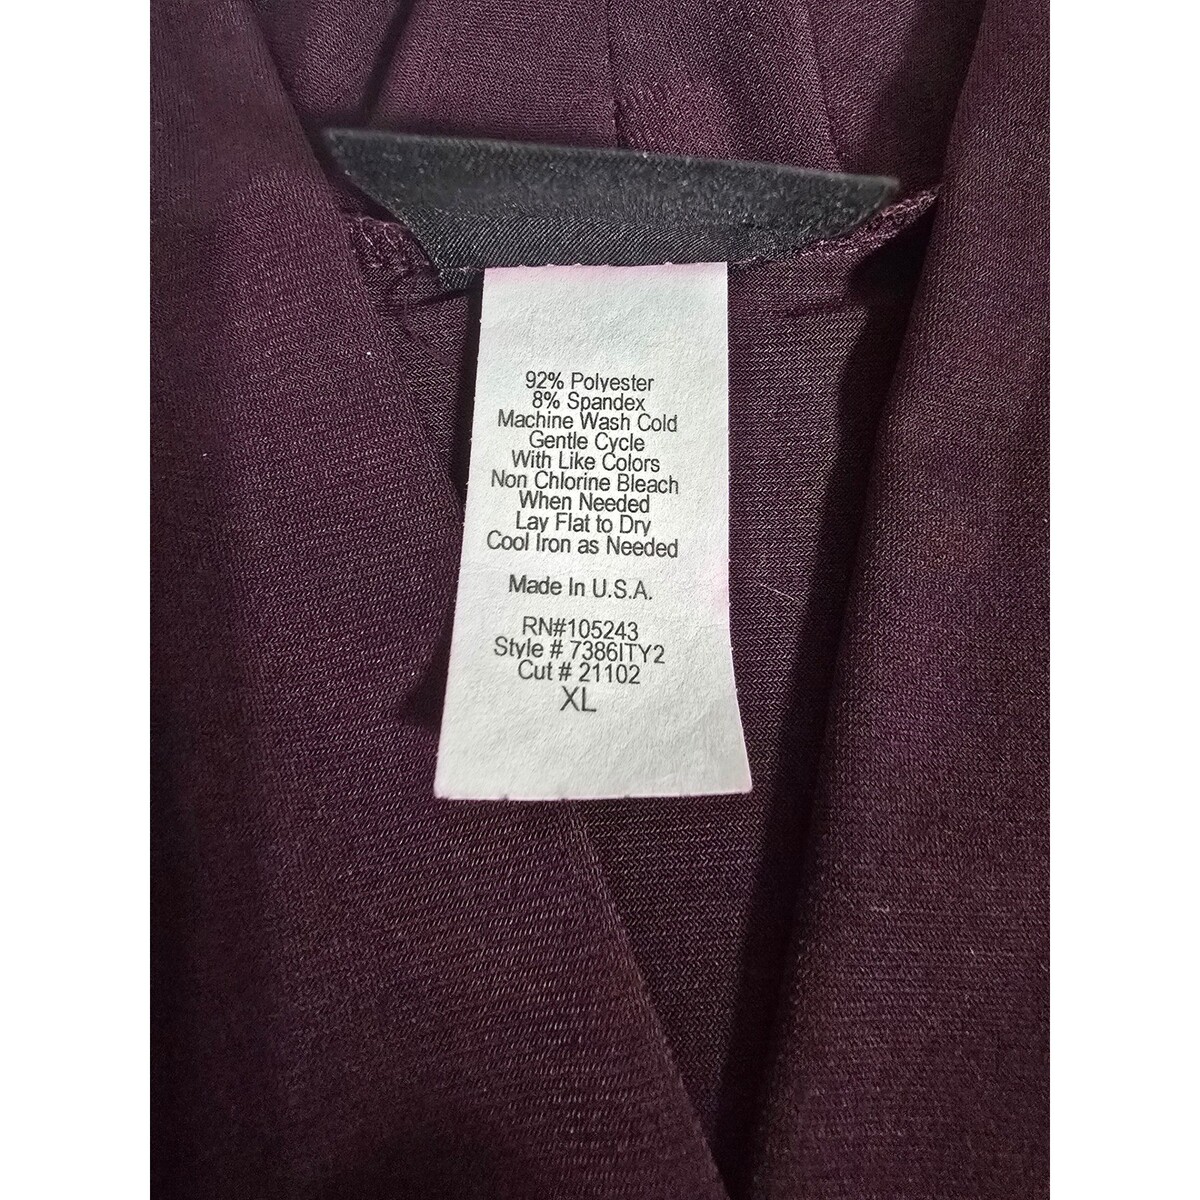 92% Polyester
8% Spandex
Machine Wash Cold
Gentle Cycle
With Like Colors
Non Chlorine Bleach
When Needed
Lay Flat to Dry
Cool Iron as Needed
Made In U.S.A.
RN#105243
Style # 7386ITY2
Cut # 21102
XL